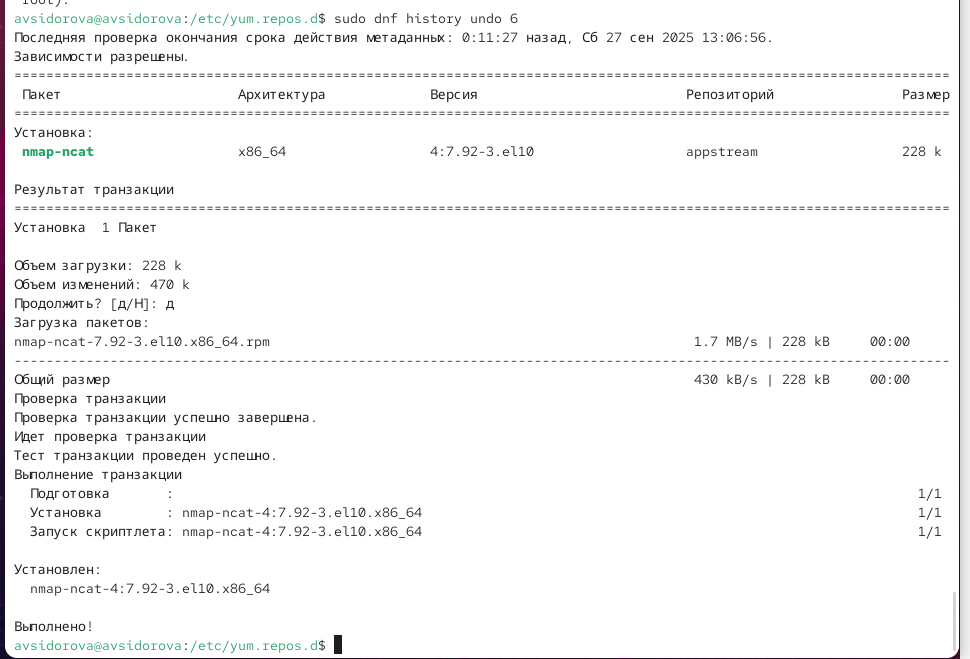 root).
avsidorova@avsidorova:/etc/yum.repos.d$ sudo dnf history undo 6
Последняя проверка окончания срока действия метаданных: 0:11:27 назад, Сб 27 сен 2025 13:06:56.
Зависимости разрешены.
================================================================================
Пакет Архитектура Версия Репозиторий Размер
================================================================================
Установка:
nmap-ncat x86_64 4:7.92-3.el10 appstream 228 k
Результат транзакции
================================================================================
Установка 1 Пакет
Объем загрузки: 228 k
Объем изменений: 470 k
Продолжить? [д/Н]: д
Загрузка пакетов:
nmap-ncat-7.92-3.el10.x86_64.rpm 1.7 MB/s | 228 kB 00:00
--------------------------------------------------------------------------------
Общий размер 430 kB/s | 228 kB 00:00
Проверка транзакции
Проверка транзакции успешно завершена.
Идет проверка транзакции
Тест транзакции проведен успешно.
Выполнение транзакции
Подготовка : 1/1
Установка : nmap-ncat-4:7.92-3.el10.x86_64 1/1
Запуск скриптлета: nmap-ncat-4:7.92-3.el10.x86_64 1/1
Установлен:
nmap-ncat-4:7.92-3.el10.x86_64
Выполнено!
avsidorova@avsidorova:/etc/yum.repos.d$